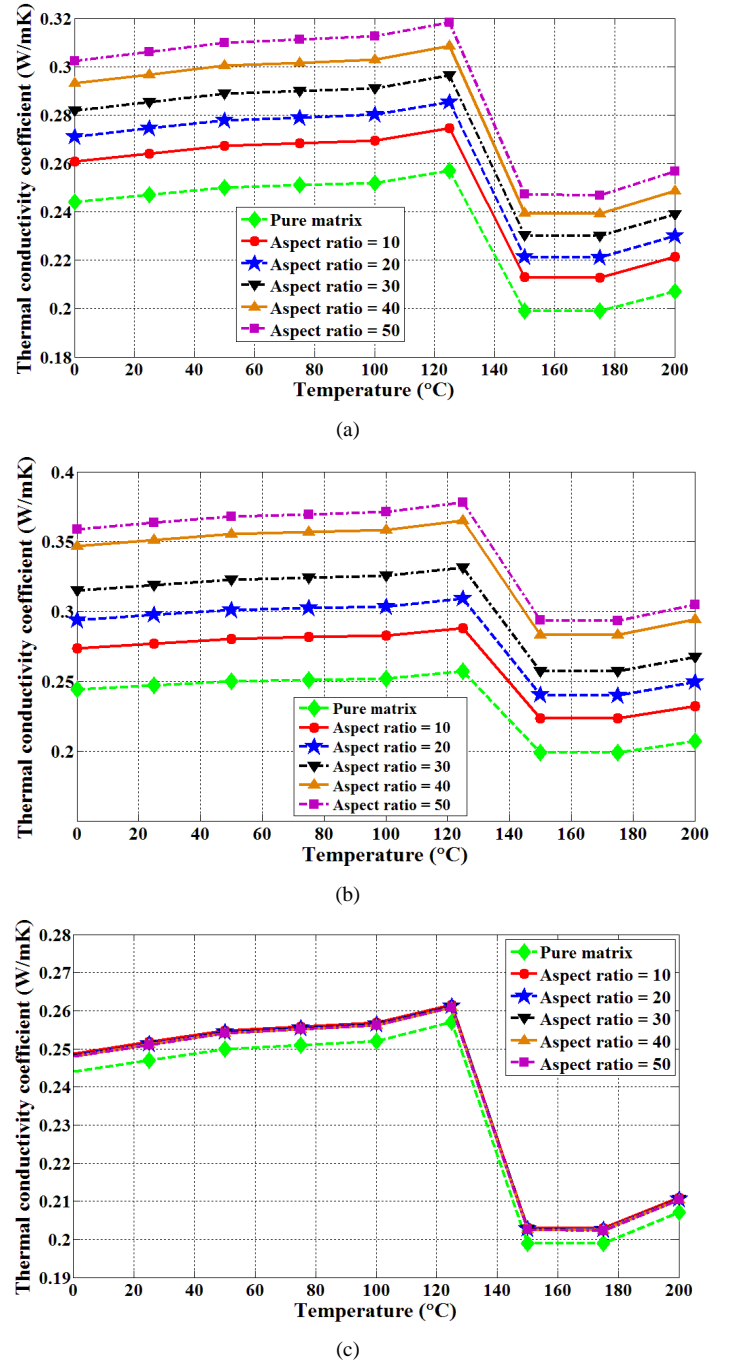 0.32
0.3
0.28
0.26
0.24
0.22
0.2
0.18
Thermal conductivity coefficient (W/mK)
Pure matrix
Aspect ratio = 10
Aspect ratio = 20
Aspect ratio = 30
Aspect ratio = 40
Aspect ratio = 50
0 20 40 60 80 100 120 140 160 180 200
Temperature (°C)
(a)
0.4
0.35
0.3
0.25
0.2
Thermal conductivity coefficient (W/mK)
Pure matrix
Aspect ratio = 10
Aspect ratio = 20
Aspect ratio = 30
Aspect ratio = 40
Aspect ratio = 50
0 20 40 60 80 100 120 140 160 180 200
Temperature (°C)
(b)
0.28
0.27
0.26
0.25
0.24
0.23
0.22
0.21
0.2
0.19
Thermal conductivity coefficient (W/mK)
Pure matrix
Aspect ratio = 10
Aspect ratio = 20
Aspect ratio = 30
Aspect ratio = 40
Aspect ratio = 50
0 20 40 60 80 100 120 140 160 180 200
Temperature (°C)
(c)